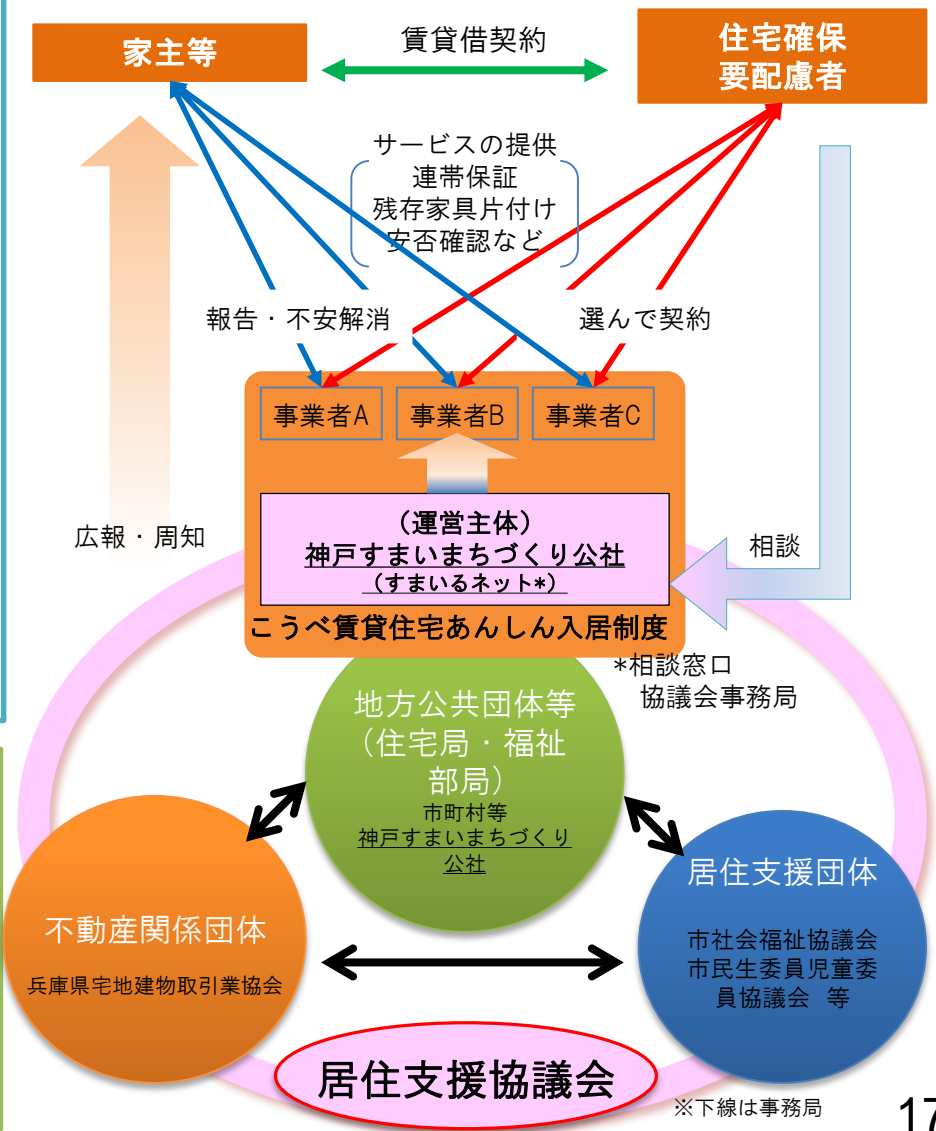 家主等
賃貸借契約
住宅確保
要配慮者
サービスの提供
連帯保証
残存家具片付け
安否確認など
報告・不安解消
選んで契約
事業者A
事業者B
事業者C
広報・周知
(運営主体)
神戸すまいまちづくり公社
(すまいるネット*)
こうべ賃貸住宅あんしん入居制度
相談
*相談窓口
協議会事務局
地方公共団体等
(住宅局・福祉
部局)
市町村等
神戸すまいまちづくり
公社
不動産関係団体
兵庫県宅地建物取引業協会
居住支援団体
市社会福祉協議会
市民生委員児童委
員協議会 等
居住支援協議会
※下線は事務局
17